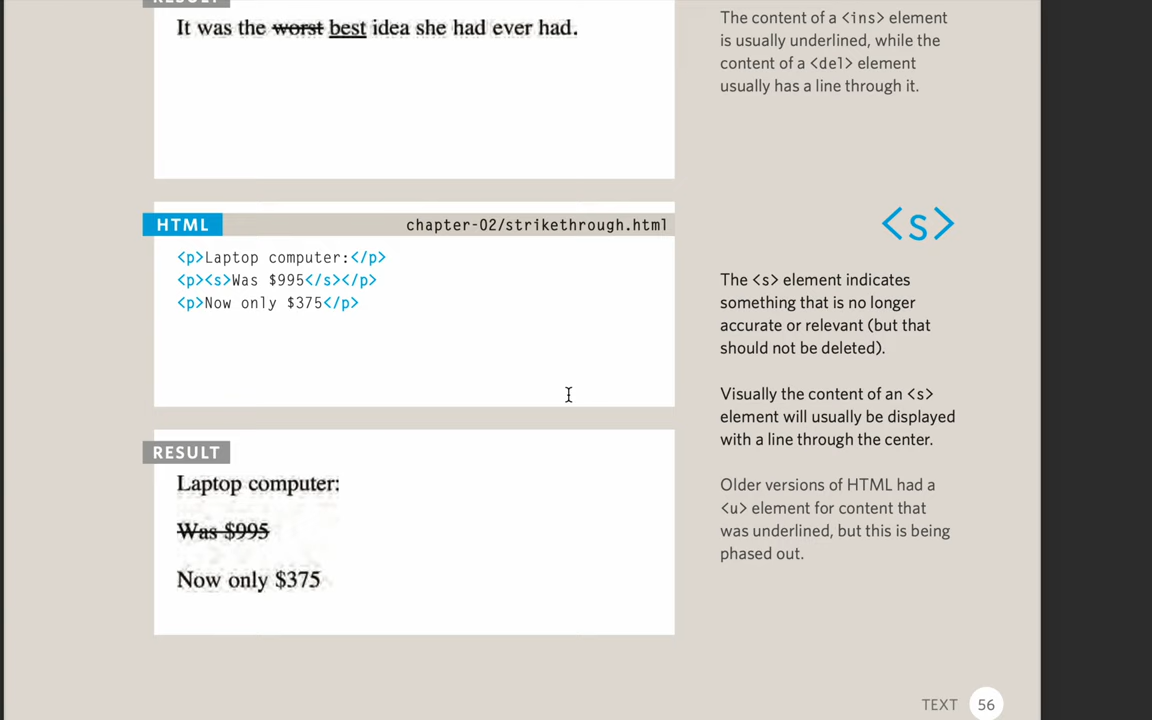 RESULT
It was the worst best idea she had ever had.
The content of a <ins> element
is usually underlined, while the
content of a <del> element
usually has a line through it.
HTML chapter-02/strikethrough.html
<p>Laptop computer:</p>
<p><s>Was $995</s></p>
<p>Now only $375</p>
<s>
The <s> element indicates
something that is no longer
accurate or relevant (but that
should not be deleted).
Visually the content of an <s>
element will usually be displayed
with a line through the center.
Older versions of HTML had a
<u> element for content that
was underlined, but this is being
phased out.
RESULT
Laptop computer:
Was $995
Now only $375
TEXT 56